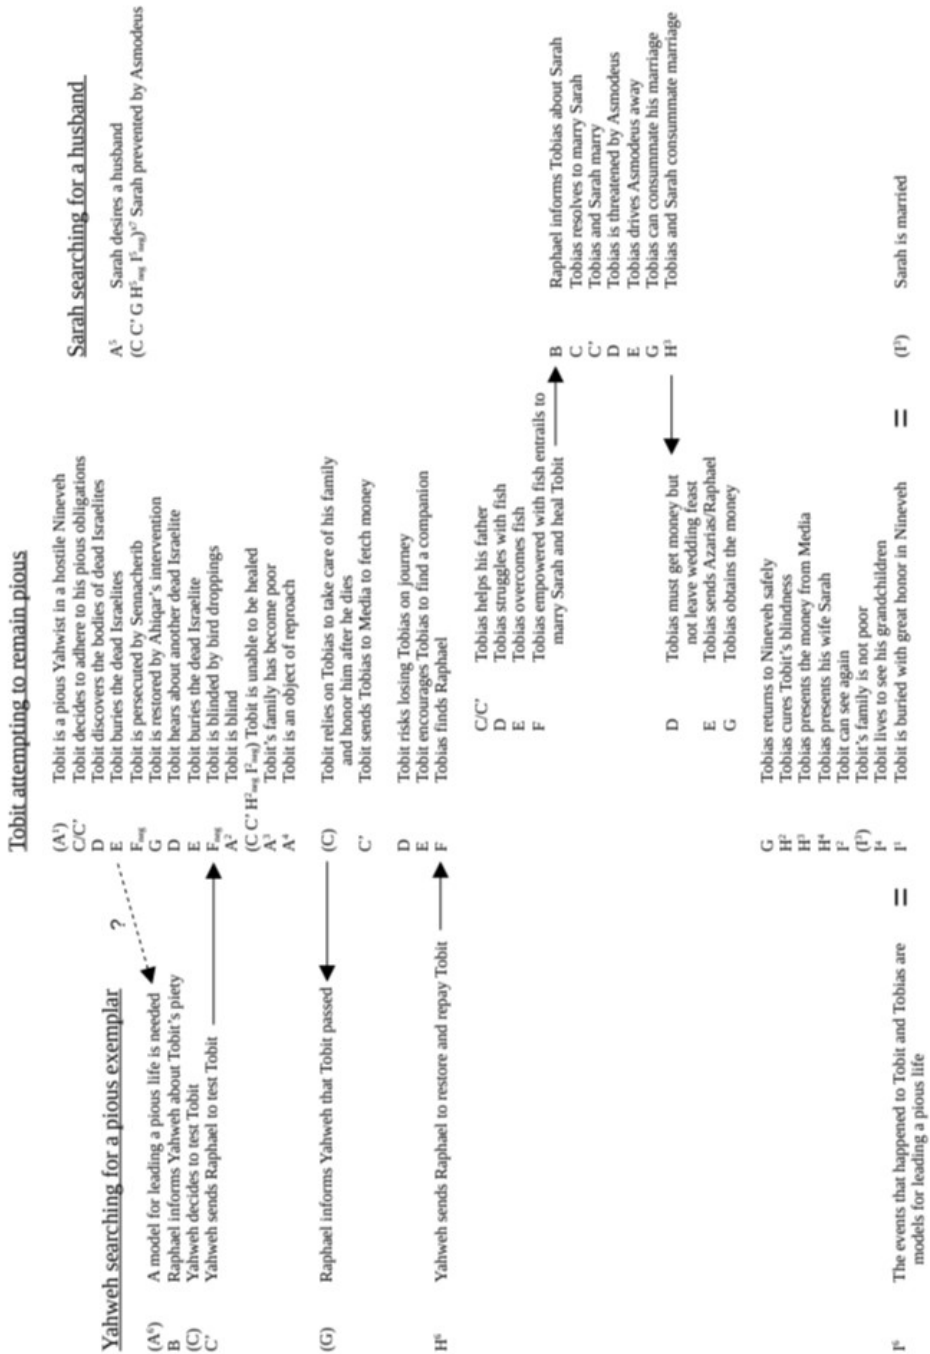 Yahweh searching for a pious exemplar
(A⁶) A model for leading a pious life is needed
B Raphael informs Yahweh about Tobit's piety
(C) Yahweh decides to test Tobit
C' Yahweh sends Raphael to test Tobit
(G) Raphael informs Yahweh that Tobit passed
H⁶ Yahweh sends Raphael to restore and repay Tobit
I⁶ The events that happened to Tobit and Tobias are
models for leading a pious life
?
=
Tobit attempting to remain pious
(A¹) Tobit is a pious Yahwist in a hostile Nineveh
C/C' Tobit decides to adhere to his pious obligations
D Tobit discovers the bodies of dead Israelites
E Tobit buries the dead Israelites
Fneg Tobit is persecuted by Sennacherib
G Tobit is restored by Ahiqar's intervention
D Tobit hears about another dead Israelite
E Tobit buries the dead Israelite
Fneg Tobit is blinded by bird droppings
A² Tobit is blind
(C C' H²neg I²neg) Tobit is unable to be healed
A³ Tobit's family has become poor
A⁴ Tobit is an object of reproach
(C) Tobit relies on Tobias to take care of his family
and honor him after he dies
C' Tobit sends Tobias to Media to fetch money
D Tobit risks losing Tobias on journey
E Tobit encourages Tobias to find a companion
F Tobias finds Raphael
C/C' Tobias helps his father
D Tobias struggles with fish
E Tobias overcomes fish
F Tobias empowered with fish entrails to
marry Sarah and heal Tobit
D Tobias must get money but
not leave wedding feast
E Tobias sends Azarias/Raphael
G Tobias obtains the money
G Tobias returns to Nineveh safely
H² Tobias cures Tobit's blindness
H³ Tobias presents the money from Media
H⁴ Tobias presents his wife Sarah
I² Tobit can see again
(I³) Tobit's family is not poor
I⁴ Tobit lives to see his grandchildren
I¹ Tobit is buried with great honor in Nineveh
=
Sarah searching for a husband
A⁵ Sarah desires a husband
(C C' G H⁵neg I⁵neg)x7 Sarah prevented by Asmodeus
B Raphael informs Tobias about Sarah
C Tobias resolves to marry Sarah
C' Tobias and Sarah marry
D Tobias is threatened by Asmodeus
E Tobias drives Asmodeus away
G Tobias can consummate his marriage
H⁵ Tobias and Sarah consummate marriage
(I⁵) Sarah is married